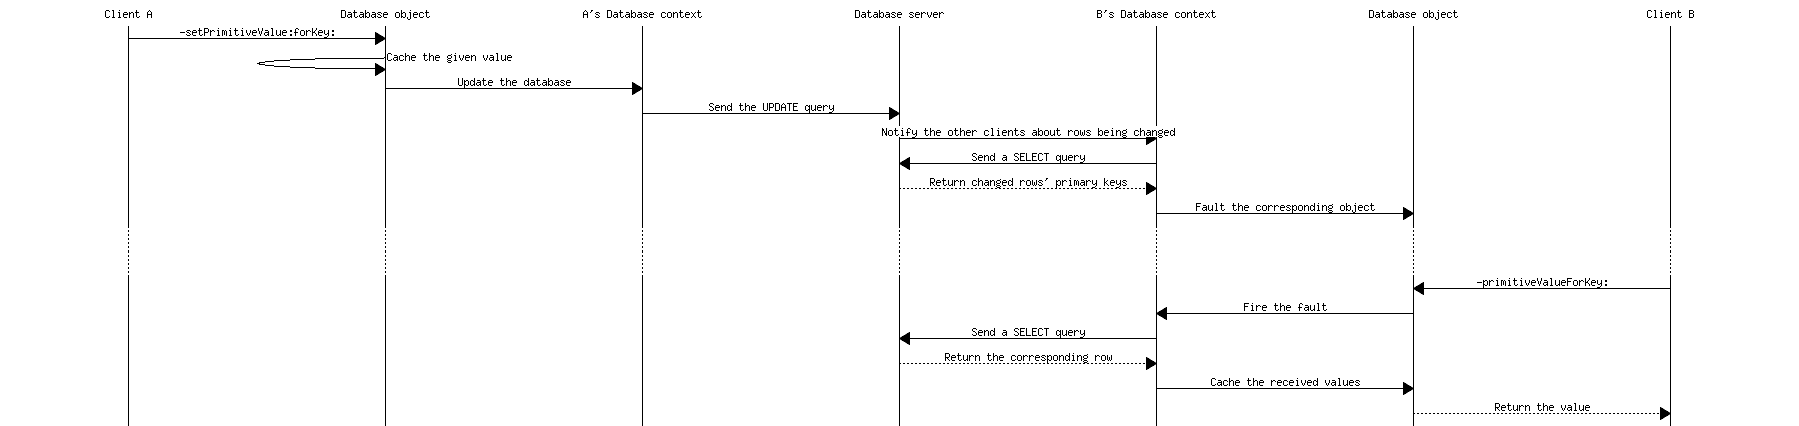 Client A Database object A's Database context Database server B's Database context Database object Client B
-setPrimitiveValue:forKey:
Cache the given value
Update the database
Send the UPDATE query
Notify the other clients about rows being changed
Send a SELECT query
Return changed rows' primary keys
Fault the corresponding object
-primitiveValueForKey:
Fire the fault
Send a SELECT query
Return the corresponding row
Cache the received values
Return the value